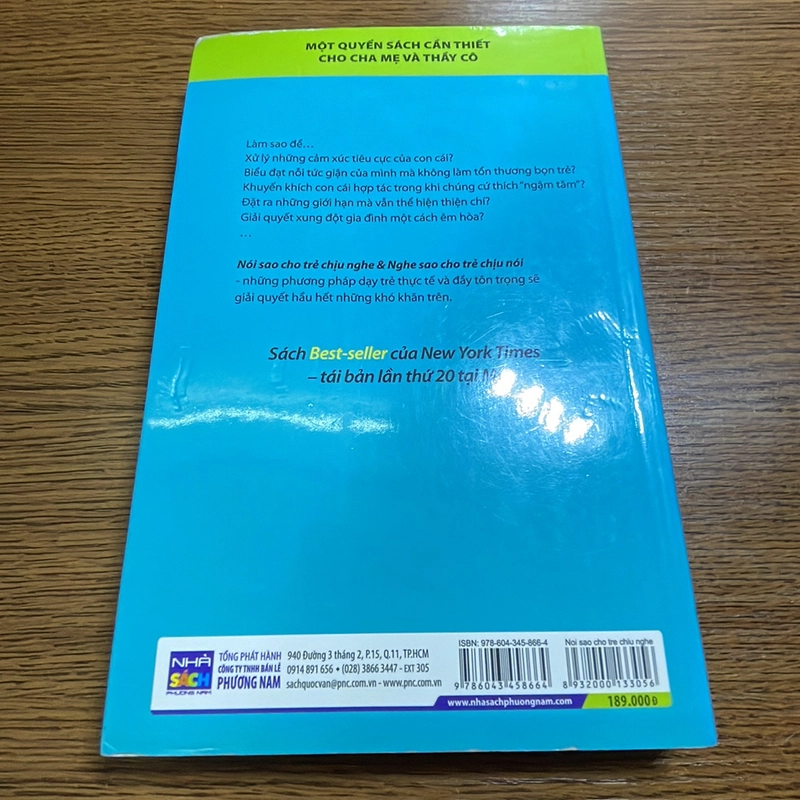 MỘT QUYỂN SÁCH CẦN THIẾT
CHO CHA MẸ VÀ THẦY CÔ
Làm sao để...
Xử lý những cảm xúc tiêu cực của con cái?
Biểu đạt nỗi tức giận của mình mà không làm tổn thương bọn trẻ?
Khuyến khích con cái hợp tác trong khi chúng cứ thích "ngậm tăm"?
Đặt ra những giới hạn mà vẫn thể hiện thiện chí?
Giải quyết xung đột gia đình một cách êm hòa?
...
Nói sao cho trẻ chịu nghe & Nghe sao cho trẻ chịu nói
- những phương pháp dạy trẻ thực tế và đầy tôn trọng sẽ
giải quyết hầu hết những khó khăn trên.
Sách Best-seller của New York Times
– tái bản lần thứ 20 tại
NHÀ
SÁCH
PHUONG NAM
TỔNG PHÁT HÀNH
CÔNG TY TNHH BÁN LẺ
PHƯƠNG NAM
940 Đường 3 tháng 2, P.15, Q.11, TP.HCM
0914 891 656 • (028) 3866 3447 - EXT 305
sachquocvan@pnc.com.vn - www.pnc.com.vn
ISBN: 978-604-345-866-4
9 786043 458664
Noi sao cho tre chiu nghe
8 932000 133056
www.nhasachphuongnam.com
189.000 Đ